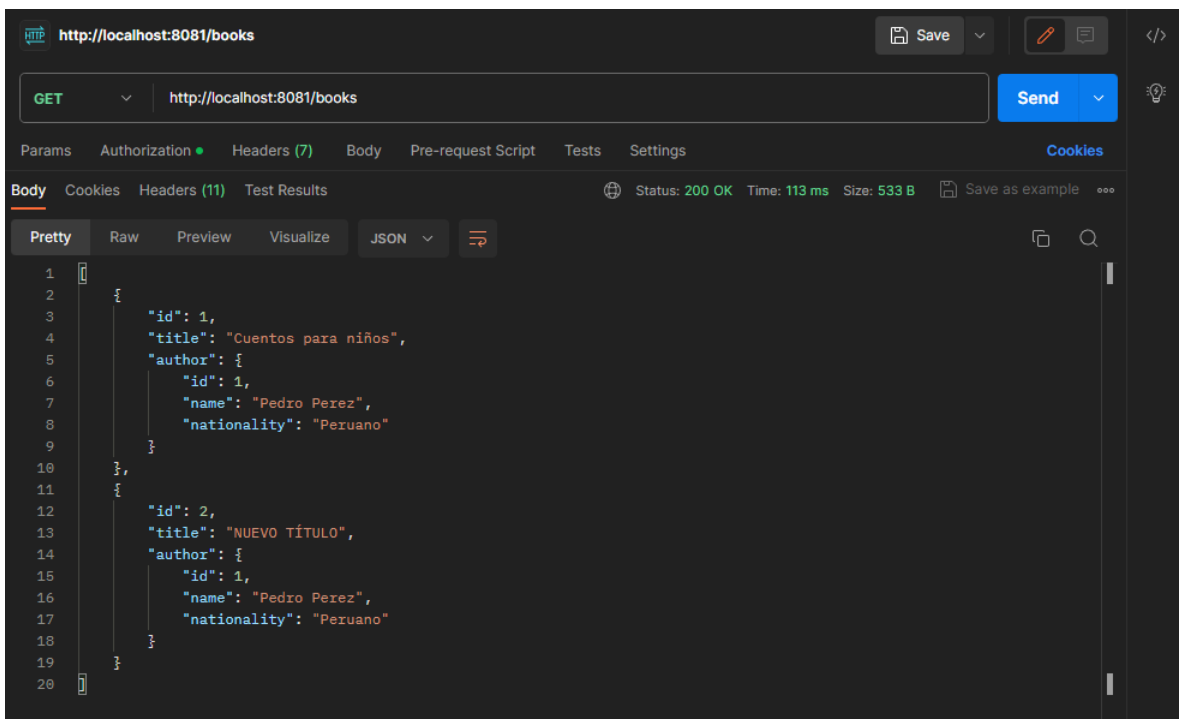 HTTP http://localhost:8081/books Save
GET http://localhost:8081/books Send
Params Authorization Headers (7) Body Pre-request Script Tests Settings Cookies
Body Cookies Headers (11) Test Results Status: 200 OK Time: 113 ms Size: 533 B Save as example
Pretty Raw Preview Visualize JSON
1 [
2 {
3 "id": 1,
4 "title": "Cuentos para niños",
5 "author": {
6 "id": 1,
7 "name": "Pedro Perez",
8 "nationality": "Peruano"
9 }
10 },
11 {
12 "id": 2,
13 "title": "NUEVO TÍTULO",
14 "author": {
15 "id": 1,
16 "name": "Pedro Perez",
17 "nationality": "Peruano"
18 }
19 }
20 ]